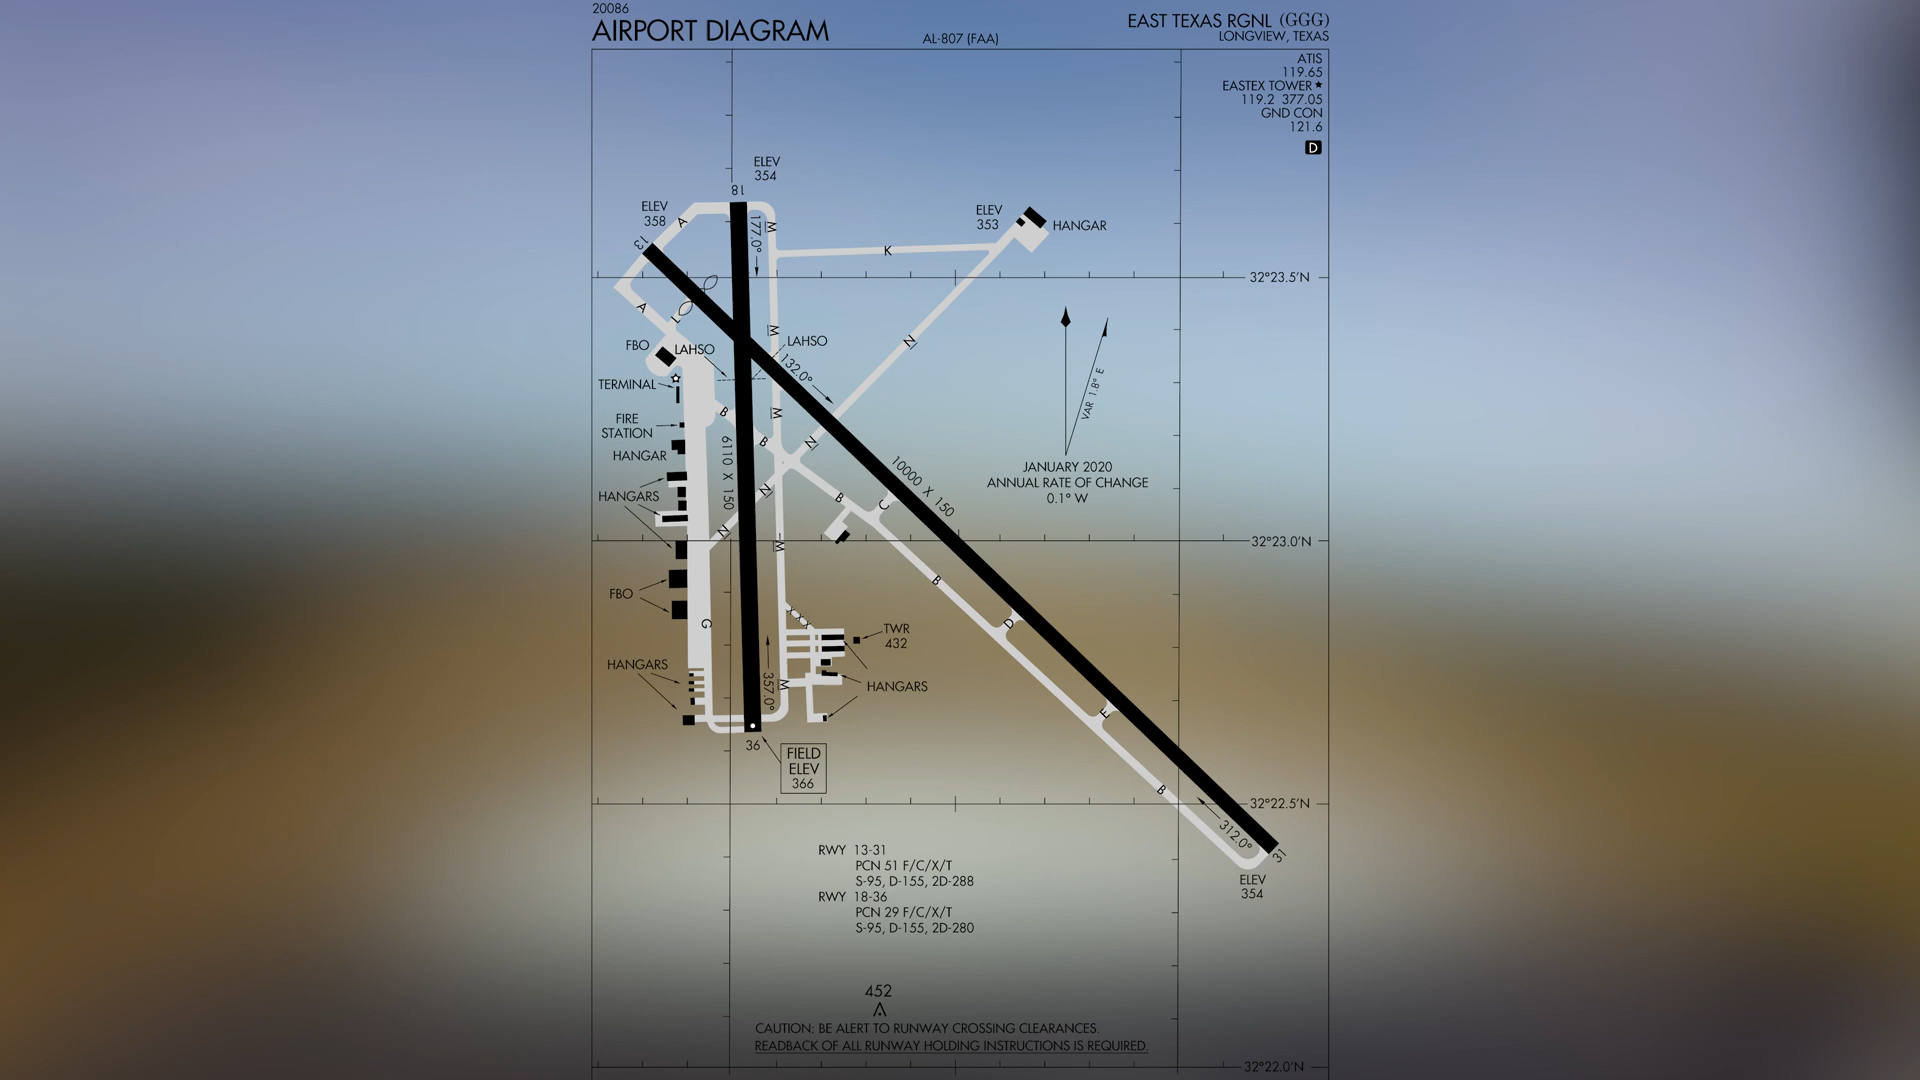 20086
AIRPORT DIAGRAM
AL-807 (FAA)
EAST TEXAS RGNL (GGG)
LONGVIEW, TEXAS
ATIS
119.65
EASTEX TOWER ★
119.2 377.05
GND CON
121.6
D
ELEV
354
18
ELEV
358
13
A
177.0°
M
ELEV
353
HANGAR
K
32°23.5'N
A
L
M
FBO
LAHSO
LAHSO
132.0°
N
TERMINAL
VAR 1.8° E
B
M
FIRE
STATION
B
N
HANGAR
6110 X 150
10000 X 150
JANUARY 2020
ANNUAL RATE OF CHANGE
0.1° W
HANGARS
N
B
C
N
M
32°23.0'N
B
FBO
G
X X X
D
TWR
432
HANGARS
357.0°
M
HANGARS
E
36
FIELD
ELEV
366
B
32°22.5'N
312.0°
31
ELEV
354
RWY 13-31
PCN 51 F/C/X/T
S-95, D-155, 2D-288
RWY 18-36
PCN 29 F/C/X/T
S-95, D-155, 2D-280
452
CAUTION: BE ALERT TO RUNWAY CROSSING CLEARANCES.
READBACK OF ALL RUNWAY HOLDING INSTRUCTIONS IS REQUIRED.
32°22.0'N